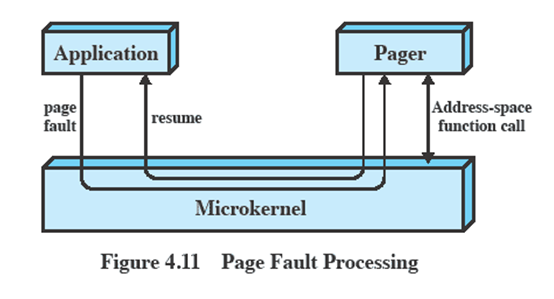 Application
Pager
page
fault
resume
Address-space
function call
Microkernel
Figure 4.11 Page Fault Processing